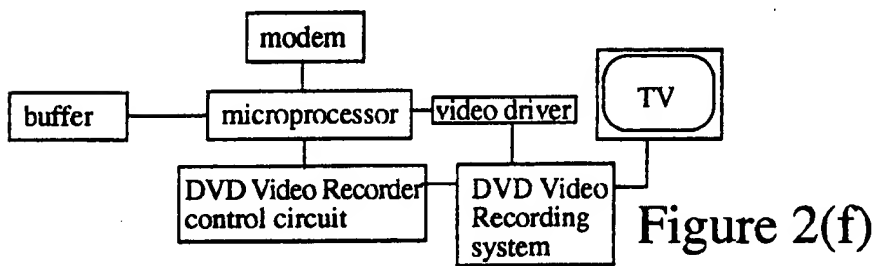 modem
TV
buffer
microprocessor
video driver
DVD Video Recorder
control circuit
DVD Video
Recording
system
Figure 2(f)